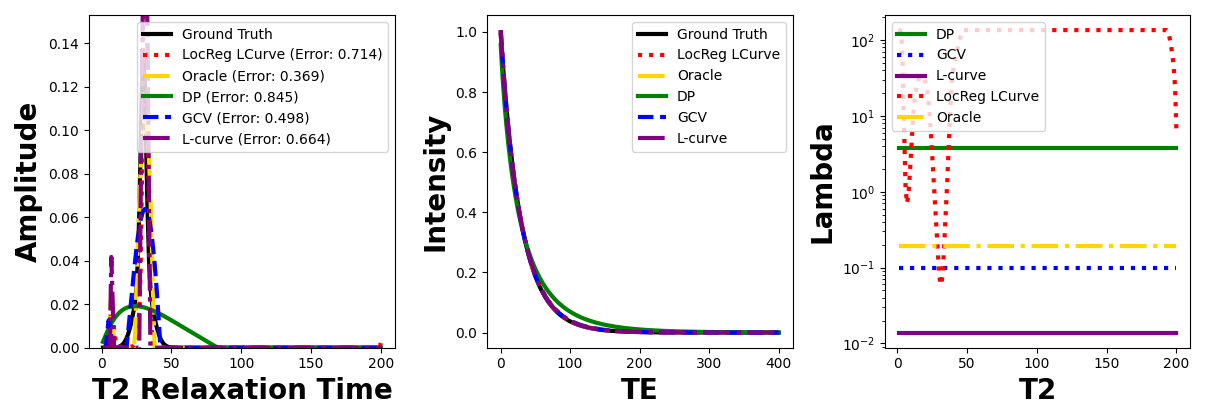 0.14
0.12
0.10
0.08
0.06
0.04
0.02
0.00
Amplitude
Ground Truth
LocReg LCurve (Error: 0.714)
Oracle (Error: 0.369)
DP (Error: 0.845)
GCV (Error: 0.498)
L-curve (Error: 0.664)
0 50 100 150 200
T2 Relaxation Time
1.0
0.8
0.6
0.4
0.2
0.0
Intensity
Ground Truth
LocReg LCurve
Oracle
DP
GCV
L-curve
0 100 200 300 400
TE
10²
10¹
10⁰
10⁻¹
10⁻²
Lambda
DP
GCV
L-curve
LocReg LCurve
Oracle
0 50 100 150 200
T2